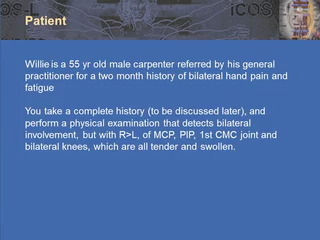 iCOS-L
iCOS
Patient
Willie is a 55 yr old male carpenter referred by his general
practitioner for a two month history of bilateral hand pain and
fatigue
You take a complete history (to be discussed later), and
perform a physical examination that detects bilateral
involvement, but with R>L, of MCP, PIP, 1st CMC joint and
bilateral knees, which are all tender and swollen.